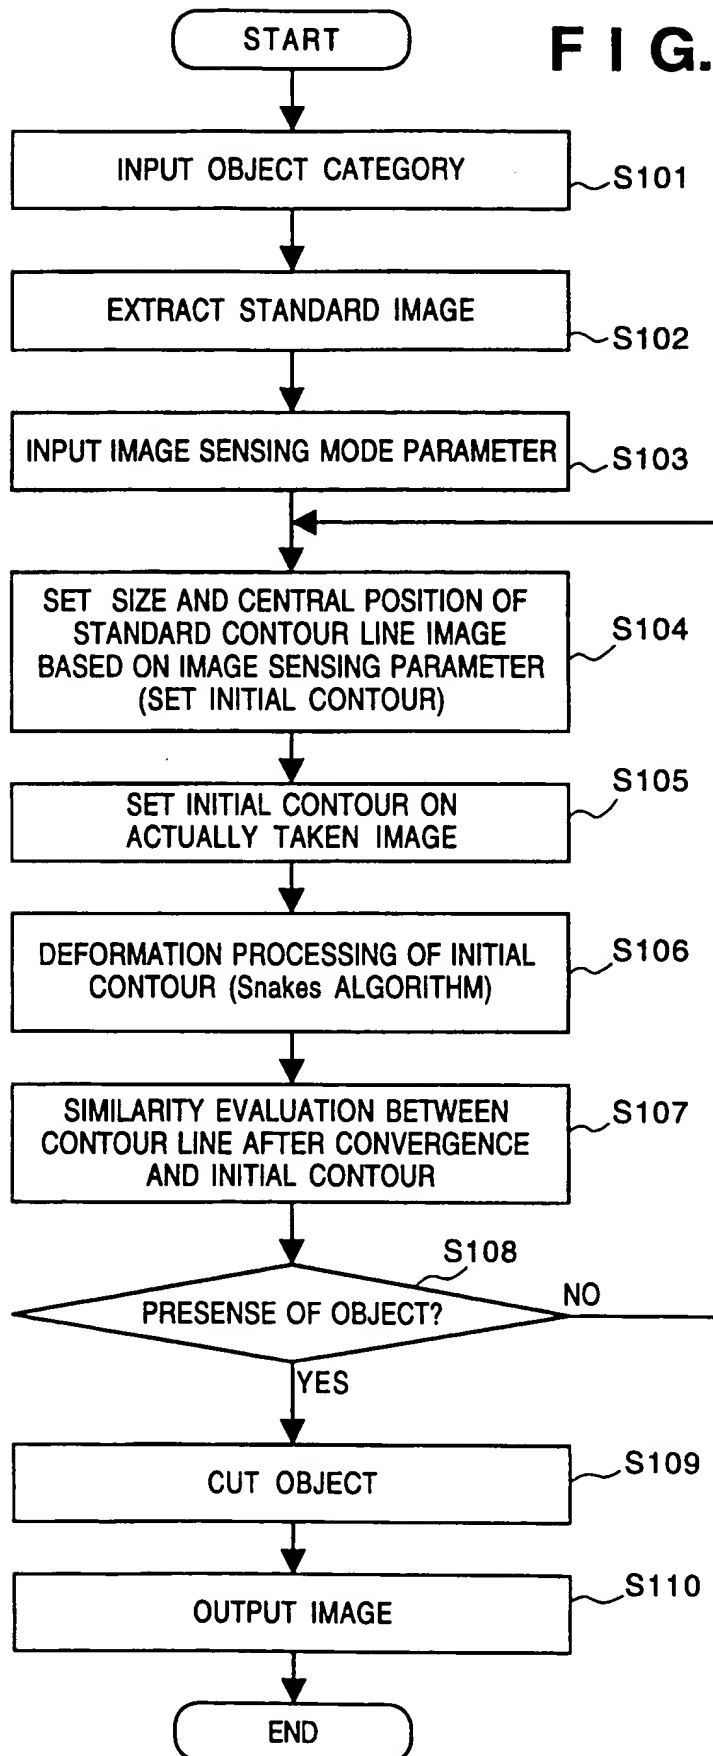 START
F I G.
INPUT OBJECT CATEGORY
S101
EXTRACT STANDARD IMAGE
S102
INPUT IMAGE SENSING MODE PARAMETER
S103
SET SIZE AND CENTRAL POSITION OF
STANDARD CONTOUR LINE IMAGE
BASED ON IMAGE SENSING PARAMETER
(SET INITIAL CONTOUR)
S104
SET INITIAL CONTOUR ON
ACTUALLY TAKEN IMAGE
S105
DEFORMATION PROCESSING OF INITIAL
CONTOUR (Snakes ALGORITHM)
S106
SIMILARITY EVALUATION BETWEEN
CONTOUR LINE AFTER CONVERGENCE
AND INITIAL CONTOUR
S107
S108
PRESENSE OF OBJECT?
NO
YES
CUT OBJECT
S109
OUTPUT IMAGE
S110
END